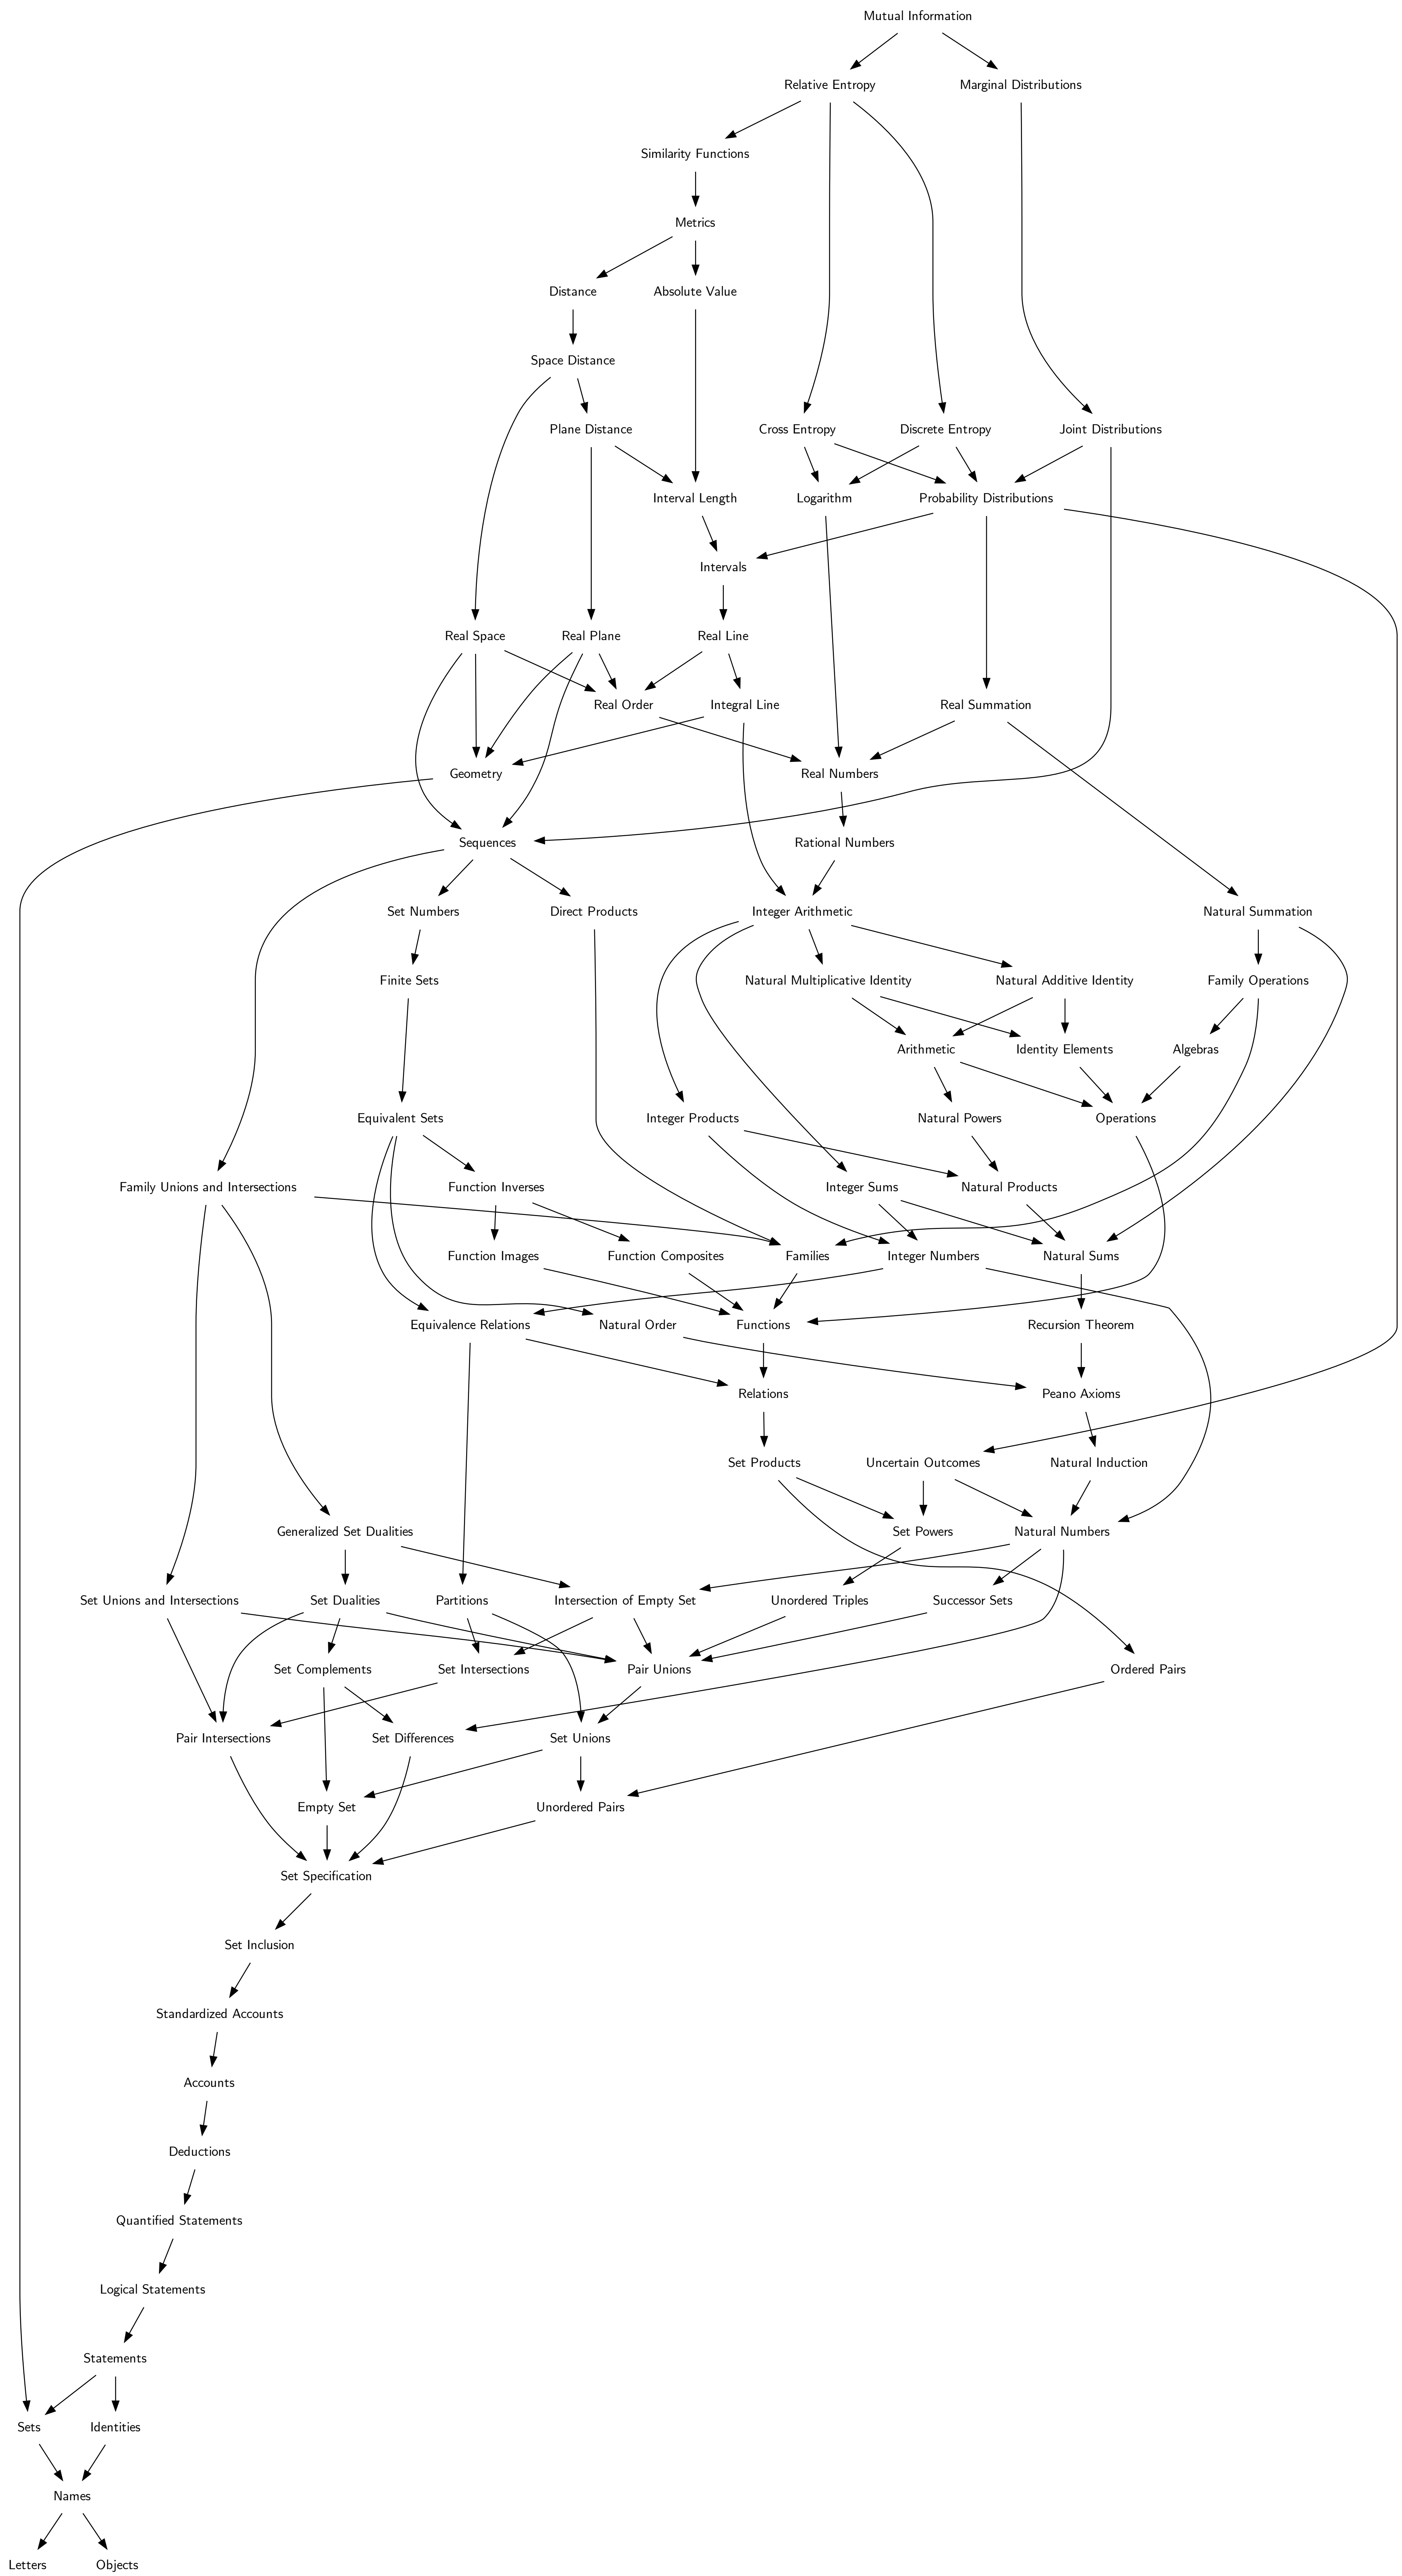 Mutual Information
Relative Entropy
Marginal Distributions
Similarity Functions
Metrics
Distance
Absolute Value
Space Distance
Plane Distance
Cross Entropy
Discrete Entropy
Joint Distributions
Interval Length
Logarithm
Probability Distributions
Intervals
Real Space
Real Plane
Real Line
Real Order
Integral Line
Real Summation
Geometry
Real Numbers
Sequences
Rational Numbers
Set Numbers
Direct Products
Integer Arithmetic
Natural Summation
Finite Sets
Natural Multiplicative Identity
Natural Additive Identity
Family Operations
Arithmetic
Identity Elements
Algebras
Equivalent Sets
Integer Products
Natural Powers
Operations
Family Unions and Intersections
Function Inverses
Integer Sums
Natural Products
Function Images
Function Composites
Families
Integer Numbers
Natural Sums
Equivalence Relations
Natural Order
Functions
Recursion Theorem
Relations
Peano Axioms
Set Products
Uncertain Outcomes
Natural Induction
Generalized Set Dualities
Set Powers
Natural Numbers
Set Unions and Intersections
Set Dualities
Partitions
Intersection of Empty Set
Unordered Triples
Successor Sets
Set Complements
Set Intersections
Pair Unions
Ordered Pairs
Pair Intersections
Set Differences
Set Unions
Empty Set
Unordered Pairs
Set Specification
Set Inclusion
Standardized Accounts
Accounts
Deductions
Quantified Statements
Logical Statements
Statements
Sets
Identities
Names
Letters
Objects